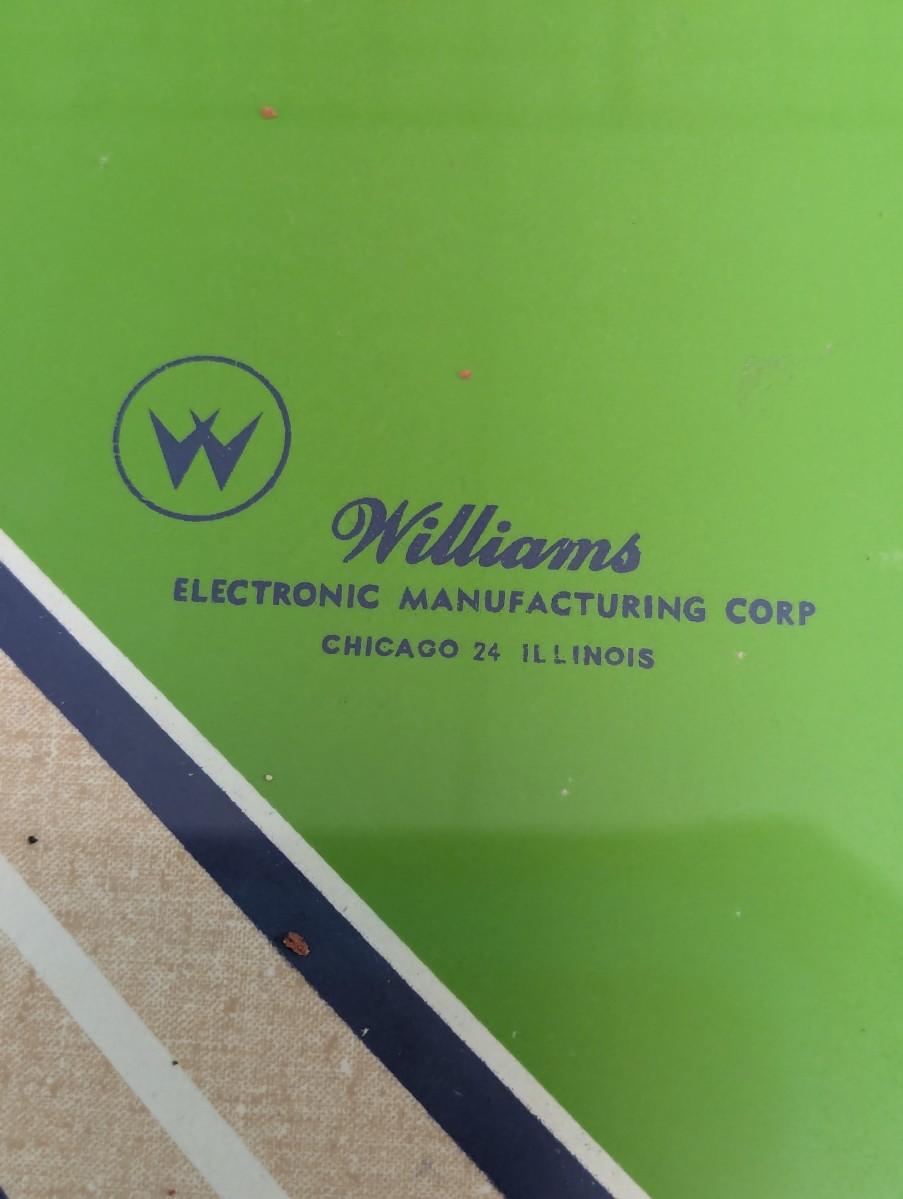 W
Williams
ELECTRONIC MANUFACTURING CORP
CHICAGO 24 ILLINOIS